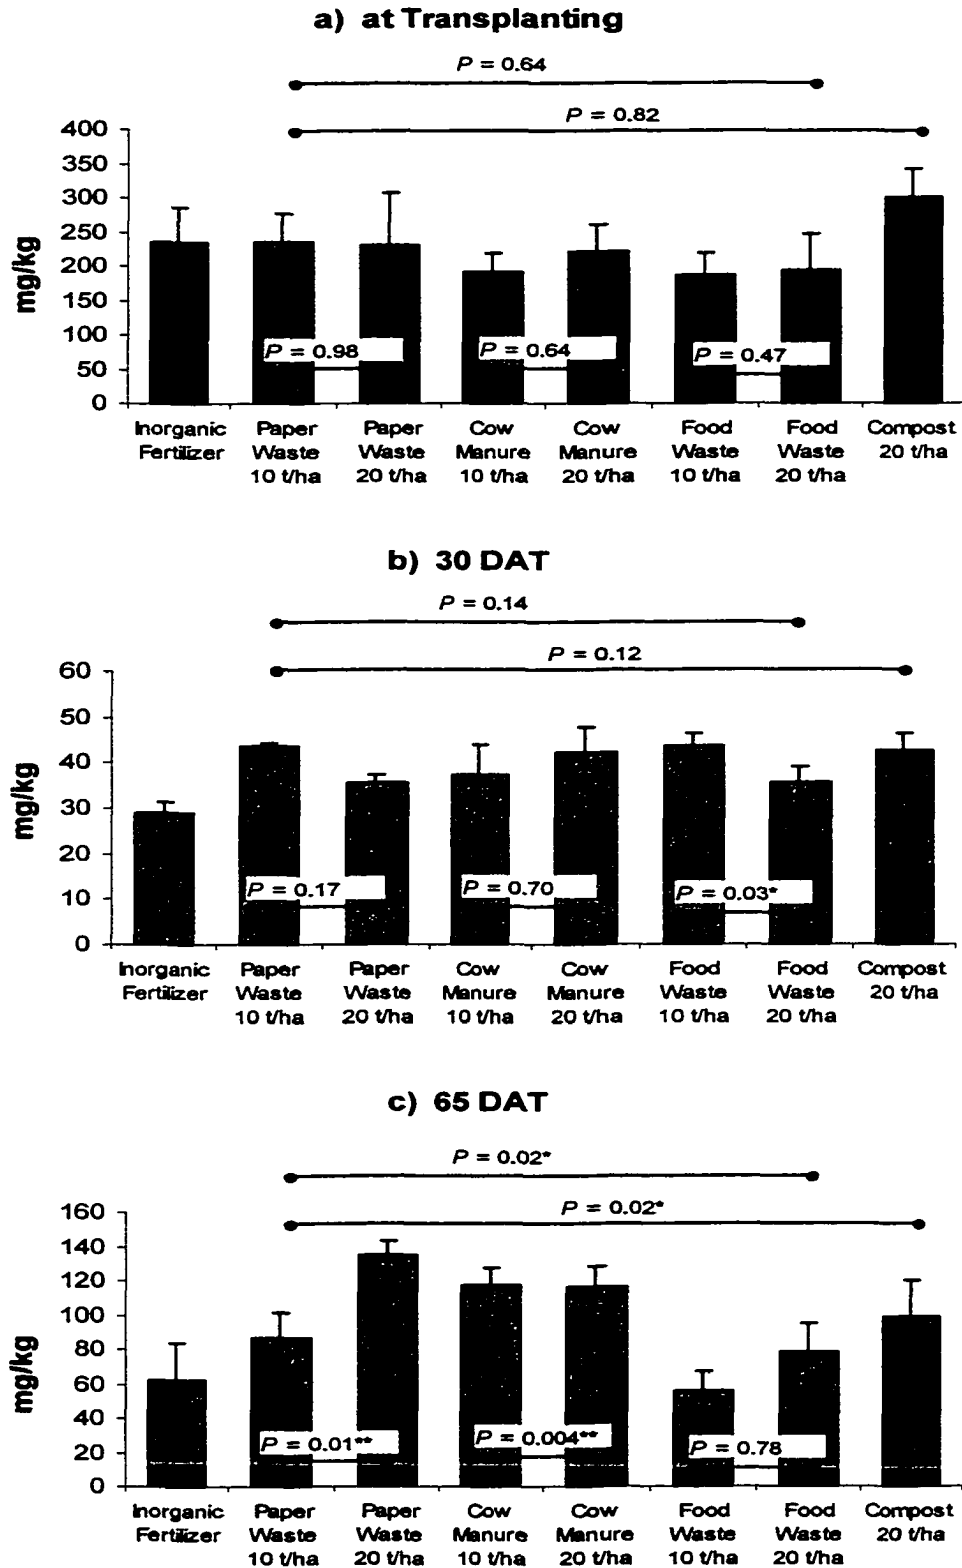 a) at Transplanting
P = 0.64
P = 0.82
400
350
300
250
200
150
100
50
0
mg/kg
P = 0.98
P = 0.64
P = 0.47
Inorganic Fertilizer
Paper Waste 10 t/ha
Paper Waste 20 t/ha
Cow Manure 10 t/ha
Cow Manure 20 t/ha
Food Waste 10 t/ha
Food Waste 20 t/ha
Compost 20 t/ha
b) 30 DAT
P = 0.14
P = 0.12
60
50
40
30
20
10
0
mg/kg
P = 0.17
P = 0.70
P = 0.03*
Inorganic Fertilizer
Paper Waste 10 t/ha
Paper Waste 20 t/ha
Cow Manure 10 t/ha
Cow Manure 20 t/ha
Food Waste 10 t/ha
Food Waste 20 t/ha
Compost 20 t/ha
c) 65 DAT
P = 0.02*
P = 0.02*
160
140
120
100
80
60
40
20
0
mg/kg
P = 0.01**
P = 0.004**
P = 0.78
Inorganic Fertilizer
Paper Waste 10 t/ha
Paper Waste 20 t/ha
Cow Manure 10 t/ha
Cow Manure 20 t/ha
Food Waste 10 t/ha
Food Waste 20 t/ha
Compost 20 t/ha